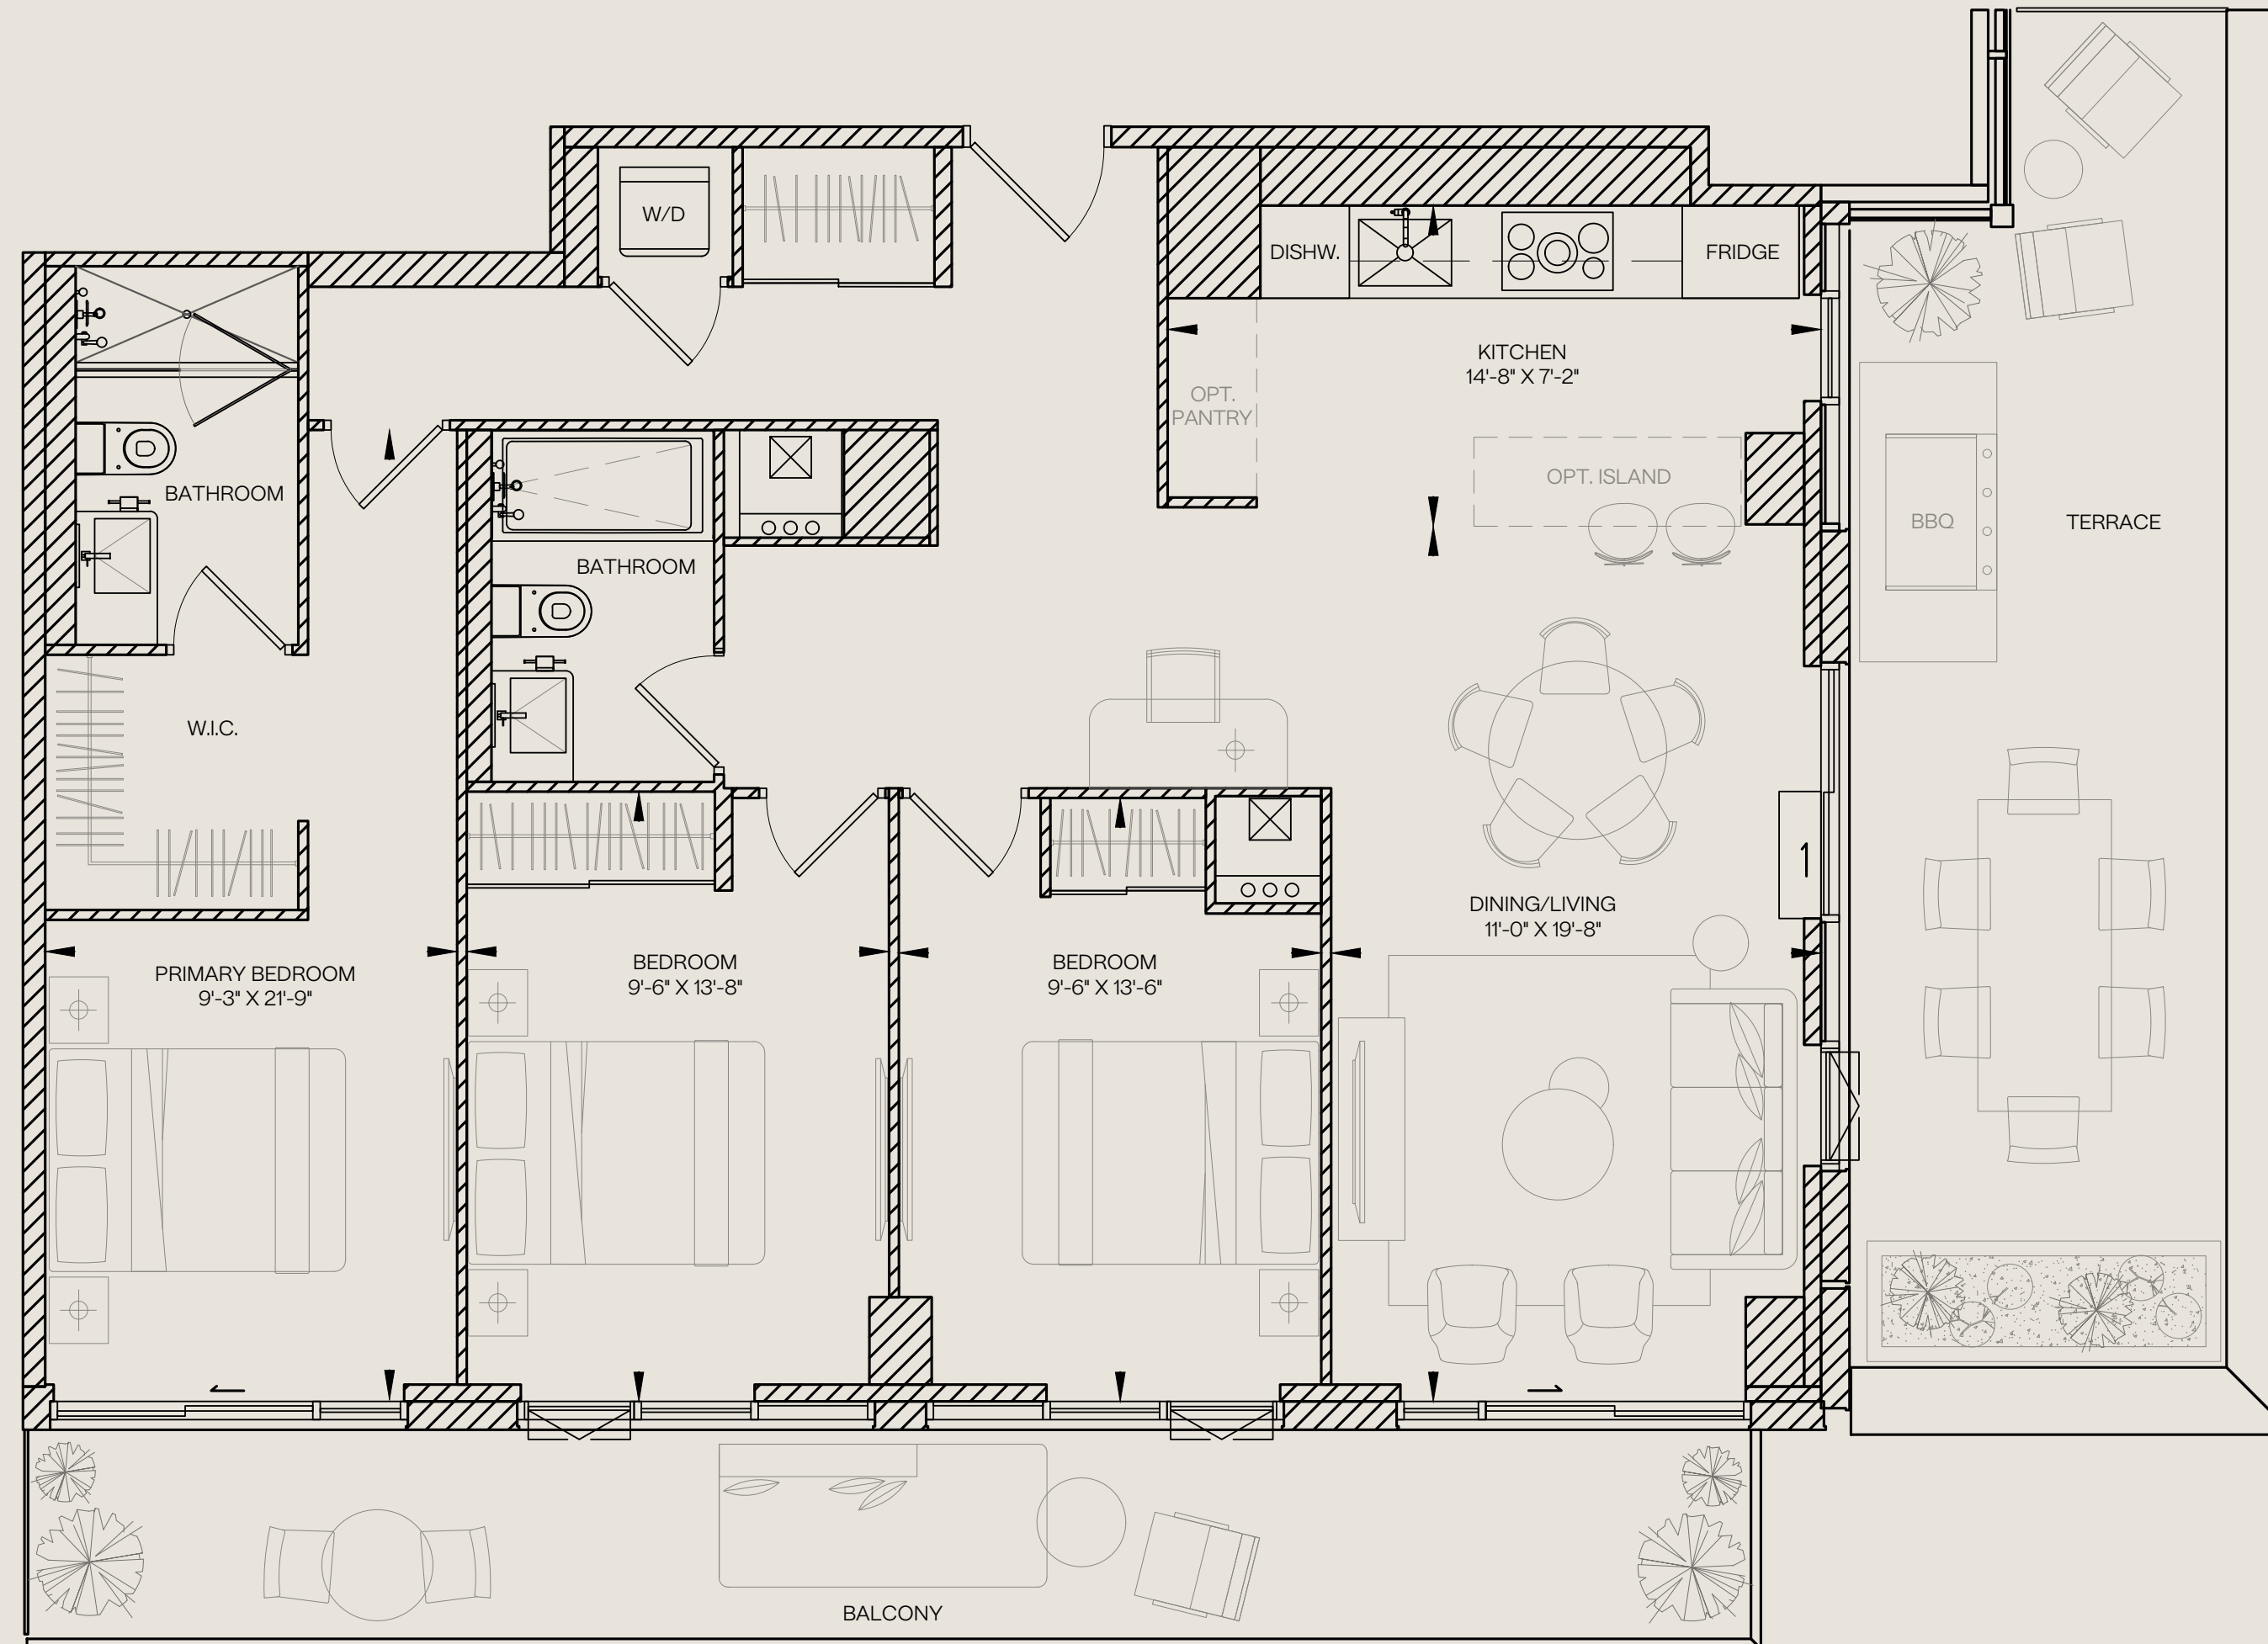 W/D
DISHW.
FRIDGE
KITCHEN
14'-8" X 7'-2"
OPT.
PANTRY
OPT. ISLAND
BATHROOM
BBQ
TERRACE
BATHROOM
W.I.C.
DINING/LIVING
11'-0" X 19'-8"
PRIMARY BEDROOM
9'-3" X 21'-9"
BEDROOM
9'-6" X 13'-8"
BEDROOM
9'-6" X 13'-6"
BALCONY